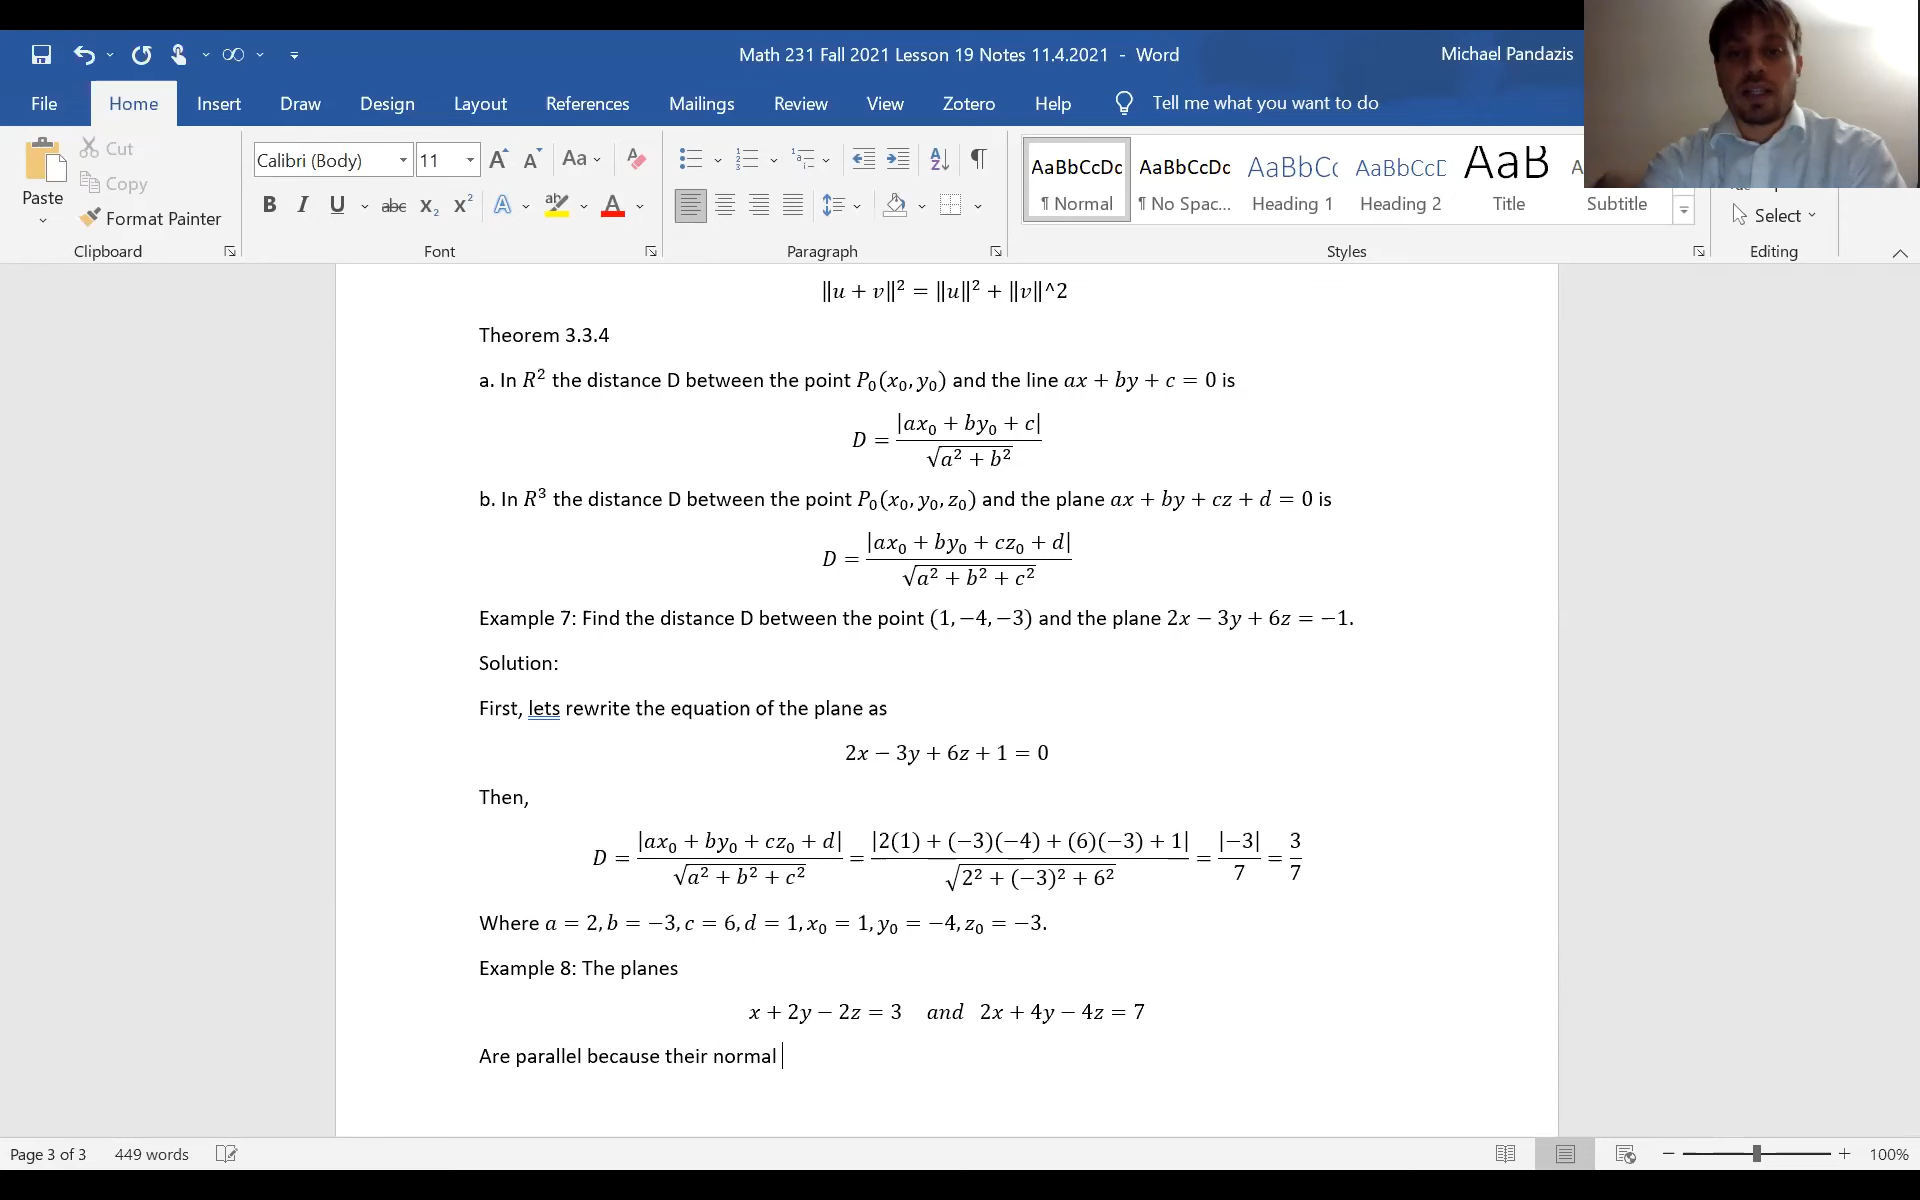 Math 231 Fall 2021 Lesson 19 Notes 11.4.2021 - Word
Michael Pandazis
File Home Insert Draw Design Layout References Mailings Review View Zotero Help Tell me what you want to do
Paste
Cut
Copy
Format Painter
Clipboard
Calibri (Body) 11
Font
Paragraph
AaBbCcDc AaBbCcDc AaBbCc AaBbCcD AaB
¶ Normal ¶ No Spac... Heading 1 Heading 2 Title Subtitle
Styles
Select
Editing
‖u + v‖² = ‖u‖² + ‖v‖^2
Theorem 3.3.4
a. In R² the distance D between the point P₀(x₀, y₀) and the line ax + by + c = 0 is
D = |ax₀ + by₀ + c| / √(a² + b²)
b. In R³ the distance D between the point P₀(x₀, y₀, z₀) and the plane ax + by + cz + d = 0 is
D = |ax₀ + by₀ + cz₀ + d| / √(a² + b² + c²)
Example 7: Find the distance D between the point (1, −4, −3) and the plane 2x − 3y + 6z = −1.
Solution:
First, lets rewrite the equation of the plane as
2x − 3y + 6z + 1 = 0
Then,
D = |ax₀ + by₀ + cz₀ + d| / √(a² + b² + c²) = |2(1) + (−3)(−4) + (6)(−3) + 1| / √(2² + (−3)² + 6²) = |−3| / 7 = 3 / 7
Where a = 2, b = −3, c = 6, d = 1, x₀ = 1, y₀ = −4, z₀ = −3.
Example 8: The planes
x + 2y − 2z = 3 and 2x + 4y − 4z = 7
Are parallel because their normal
Page 3 of 3 449 words 100%